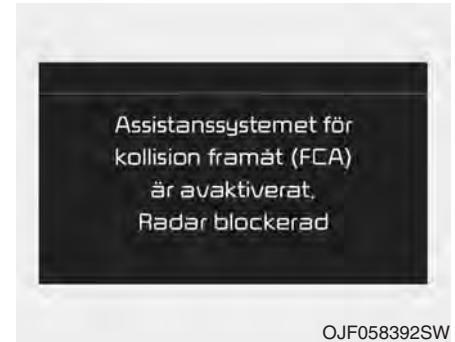 Assistanssystemet för
kollision framåt (FCA)
är avaktiverat,
Radar blockerad
OJF058392SW